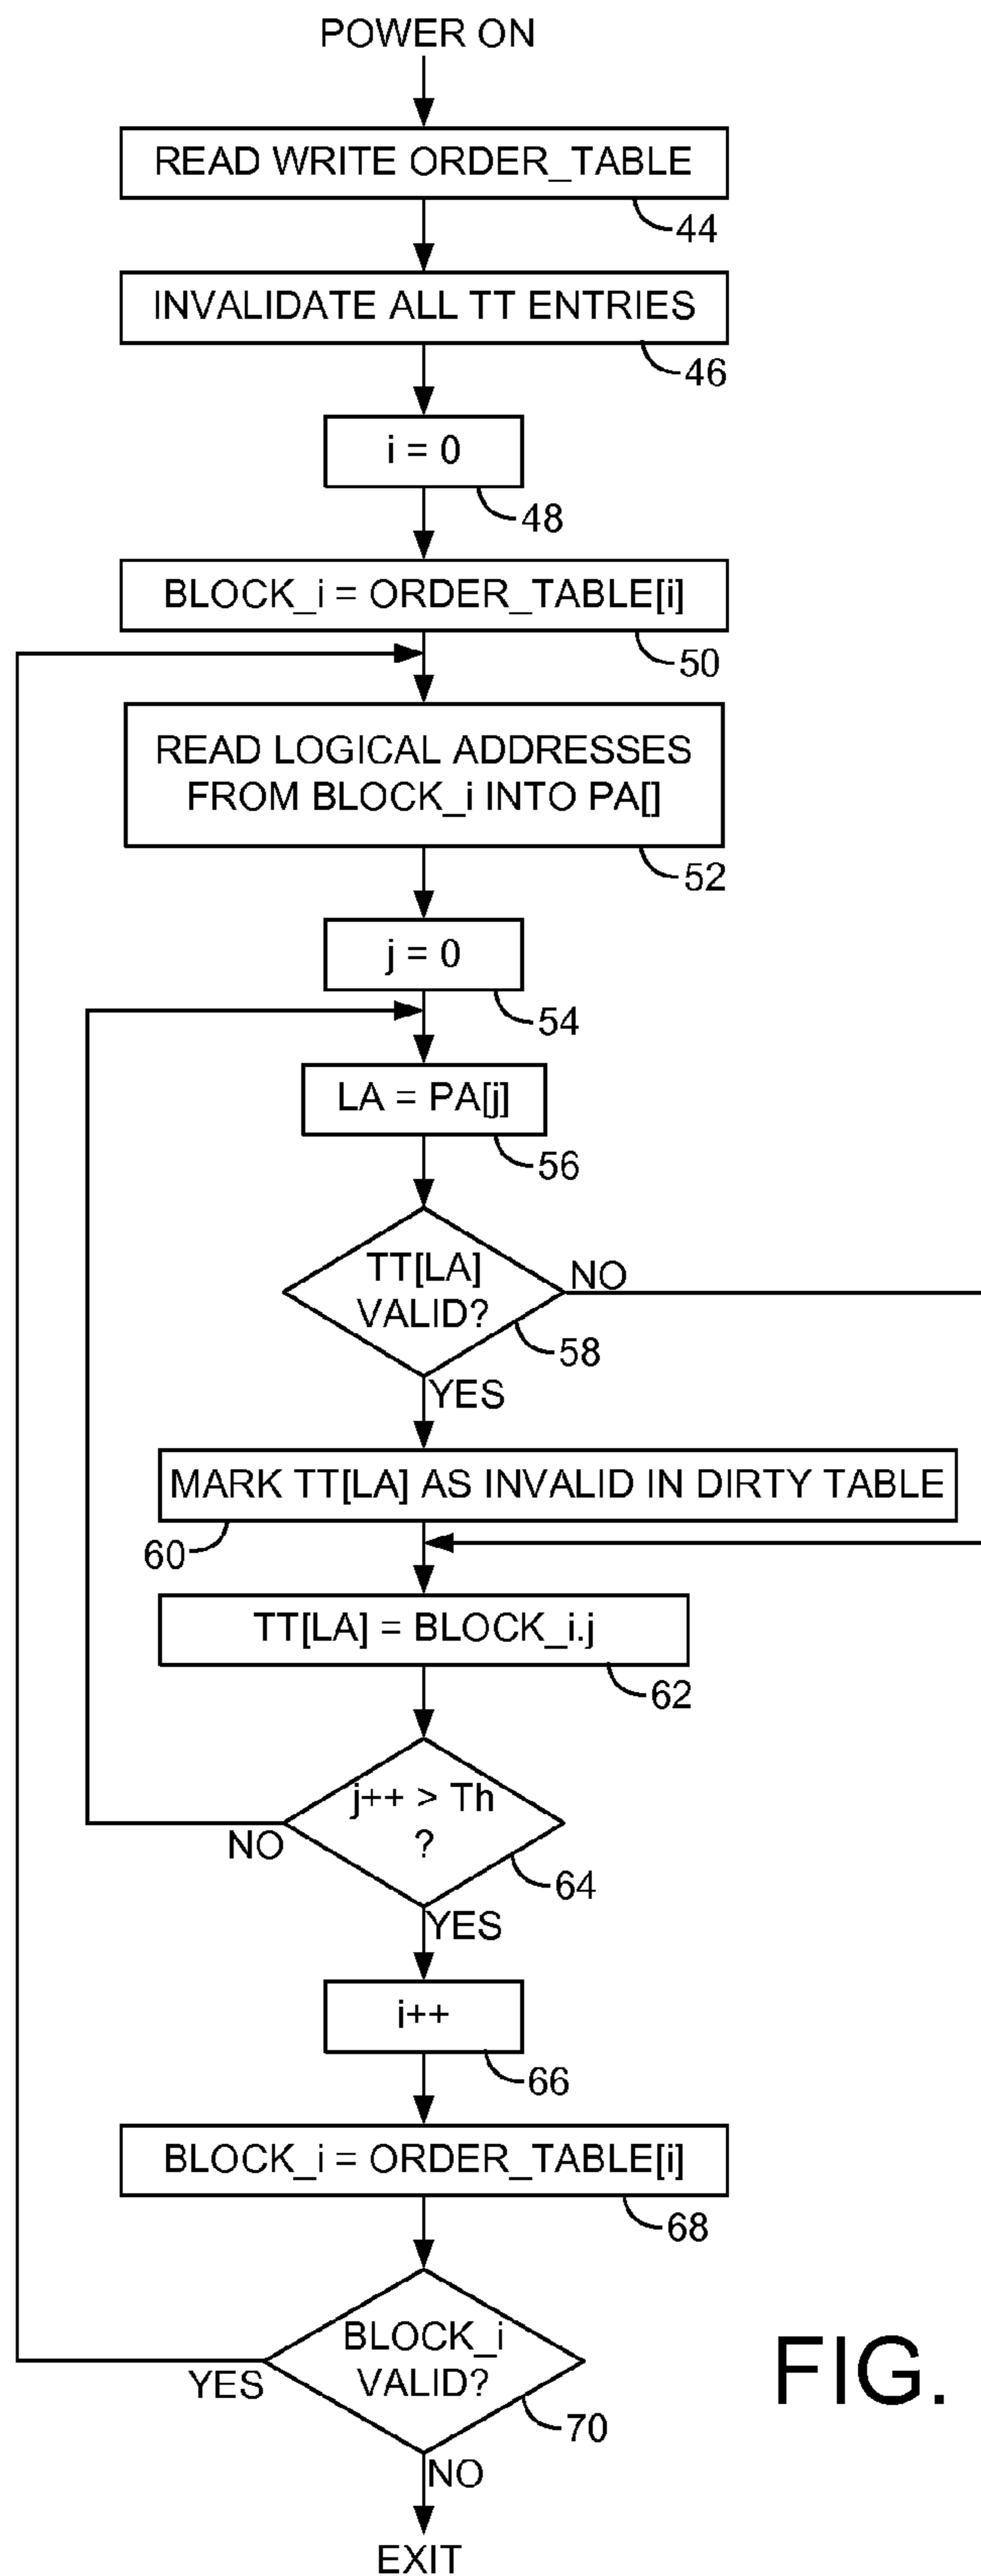 POWER ON
READ WRITE ORDER_TABLE
44
INVALIDATE ALL TT ENTRIES
46
i = 0
48
BLOCK_i = ORDER_TABLE[i]
50
READ LOGICAL ADDRESSES
FROM BLOCK_i INTO PA[]
52
j = 0
54
LA = PA[j]
56
TT[LA]
VALID?
NO
58
YES
MARK TT[LA] AS INVALID IN DIRTY TABLE
60
TT[LA] = BLOCK_i.j
62
j++ > Th
?
NO
64
YES
i++
66
BLOCK_i = ORDER_TABLE[i]
68
BLOCK_i
VALID?
YES
70
NO
EXIT
FIG.